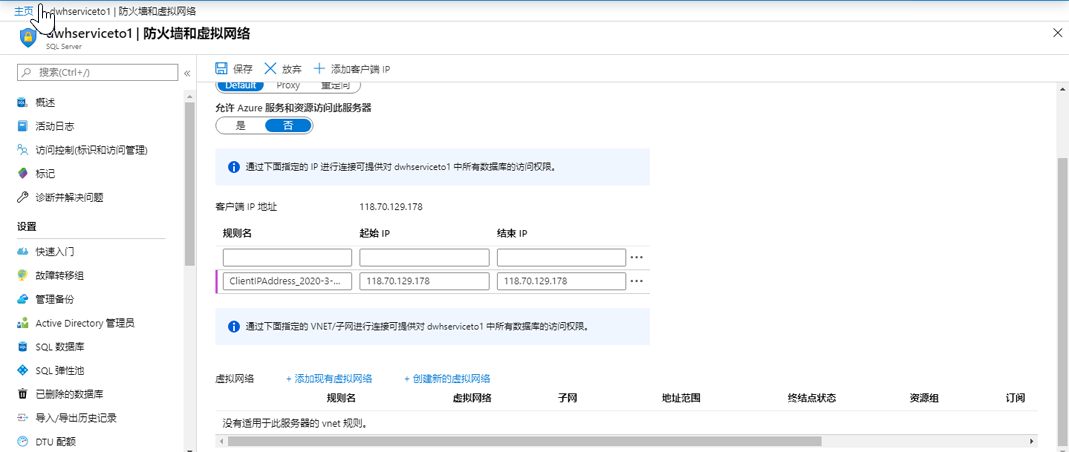 主页
dwhserviceto1 | 防火墙和虚拟网络
dwhserviceto1 | 防火墙和虚拟网络
SQL Server
搜索(Ctrl+/)
«
保存
放弃
添加客户端 IP
概述
活动日志
访问控制(标识和访问管理)
标记
诊断并解决问题
设置
快速入门
故障转移组
管理备份
Active Directory 管理员
SQL 数据库
SQL 弹性池
已删除的数据库
导入/导出历史记录
DTU 配额
Default Proxy 重定向
允许 Azure 服务和资源访问此服务器
是 否
通过下面指定的 IP 进行连接可提供对 dwhserviceto1 中所有数据库的访问权限。
客户端 IP 地址 118.70.129.178
规则名 起始 IP 结束 IP
ClientIPAddress_2020-3-... 118.70.129.178 118.70.129.178
通过下面指定的 VNET/子网进行连接可提供对 dwhserviceto1 中所有数据库的访问权限。
虚拟网络 + 添加现有虚拟网络 + 创建新的虚拟网络
规则名 虚拟网络 子网 地址范围 终结点状态 资源组 订阅
没有适用于此服务器的 vnet 规则。